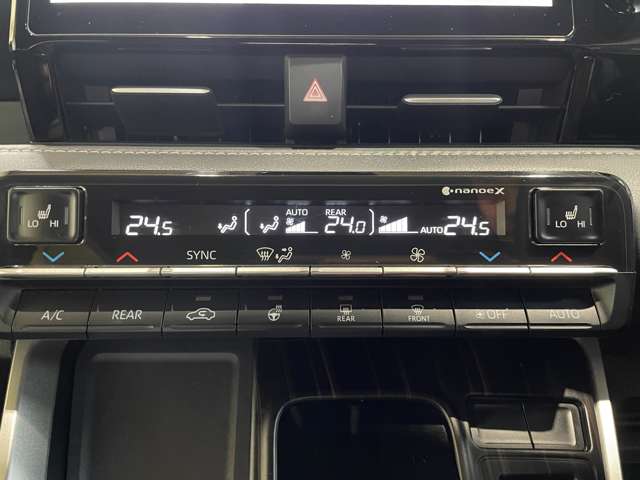 nanoeX
LO HI
24.5 AUTO REAR 24.0 AUTO 24.5
LO HI
SYNC
A/C REAR REAR FRONT OFF AUTO